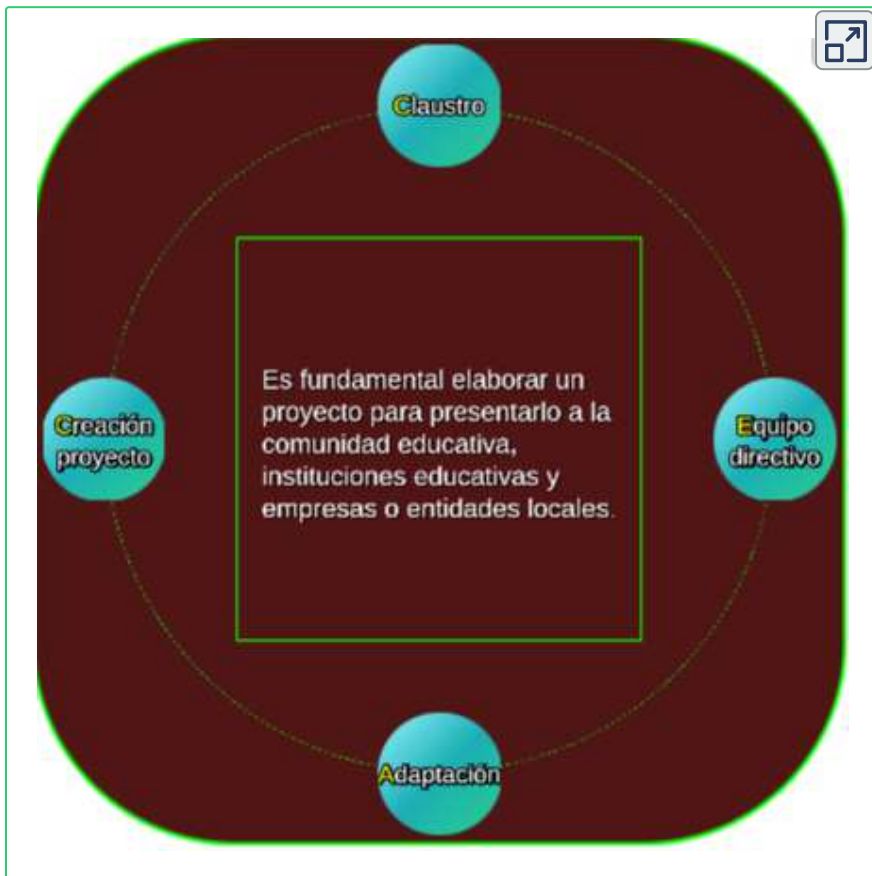 Claustro
Creación
proyecto
Es fundamental elaborar un
proyecto para presentarlo a la
comunidad educativa,
instituciones educativas y
empresas o entidades locales.
Equipo
directivo
Adaptación